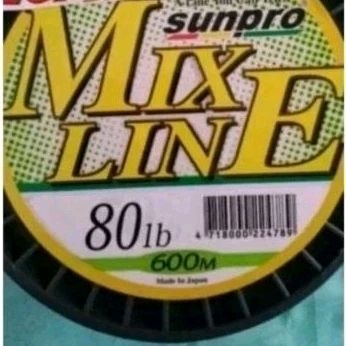 sunpro
MIX
LINE
80lb
4 718000 224789
600M
Made in Japan